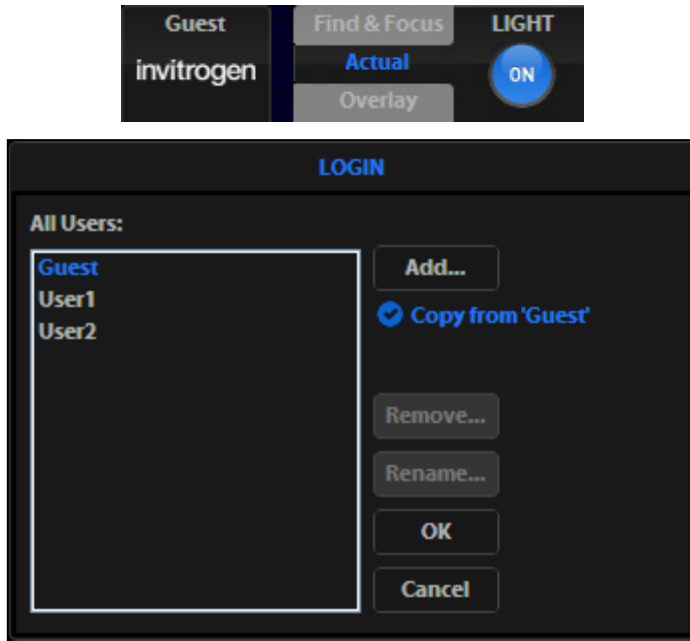 Guest
invitrogen
Find & Focus
Actual
Overlay
LIGHT
ON
LOGIN
All Users:
Guest
User1
User2
Add...
Copy from 'Guest'
Remove...
Rename...
OK
Cancel